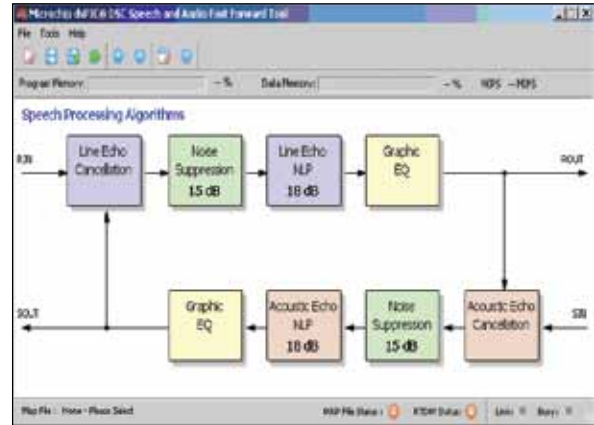 Microchip dsPIC® DSC Speech and Audio Fast Forward Tool
File Tools Help
Program Memory: - % Data Memory: - % MIPS
Speech Processing Algorithms
RIN
Line Echo
Cancellation
Noise
Suppression
15 dB
Line Echo
NLP
18 dB
Graphic
EQ
ROUT
SOUT
Graphic
EQ
Acoustic Echo
NLP
18 dB
Noise
Suppression
15 dB
Acoustic Echo
Cancellation
SIN
Map File : None - Please Select
MAP File Status : RTDM Status: Link: Busy: